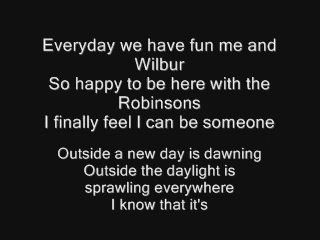 Everyday we have fun me and
Wilbur
So happy to be here with the
Robinsons
I finally feel I can be someone
Outside a new day is dawning
Outside the daylight is
sprawling everywhere
I know that it's